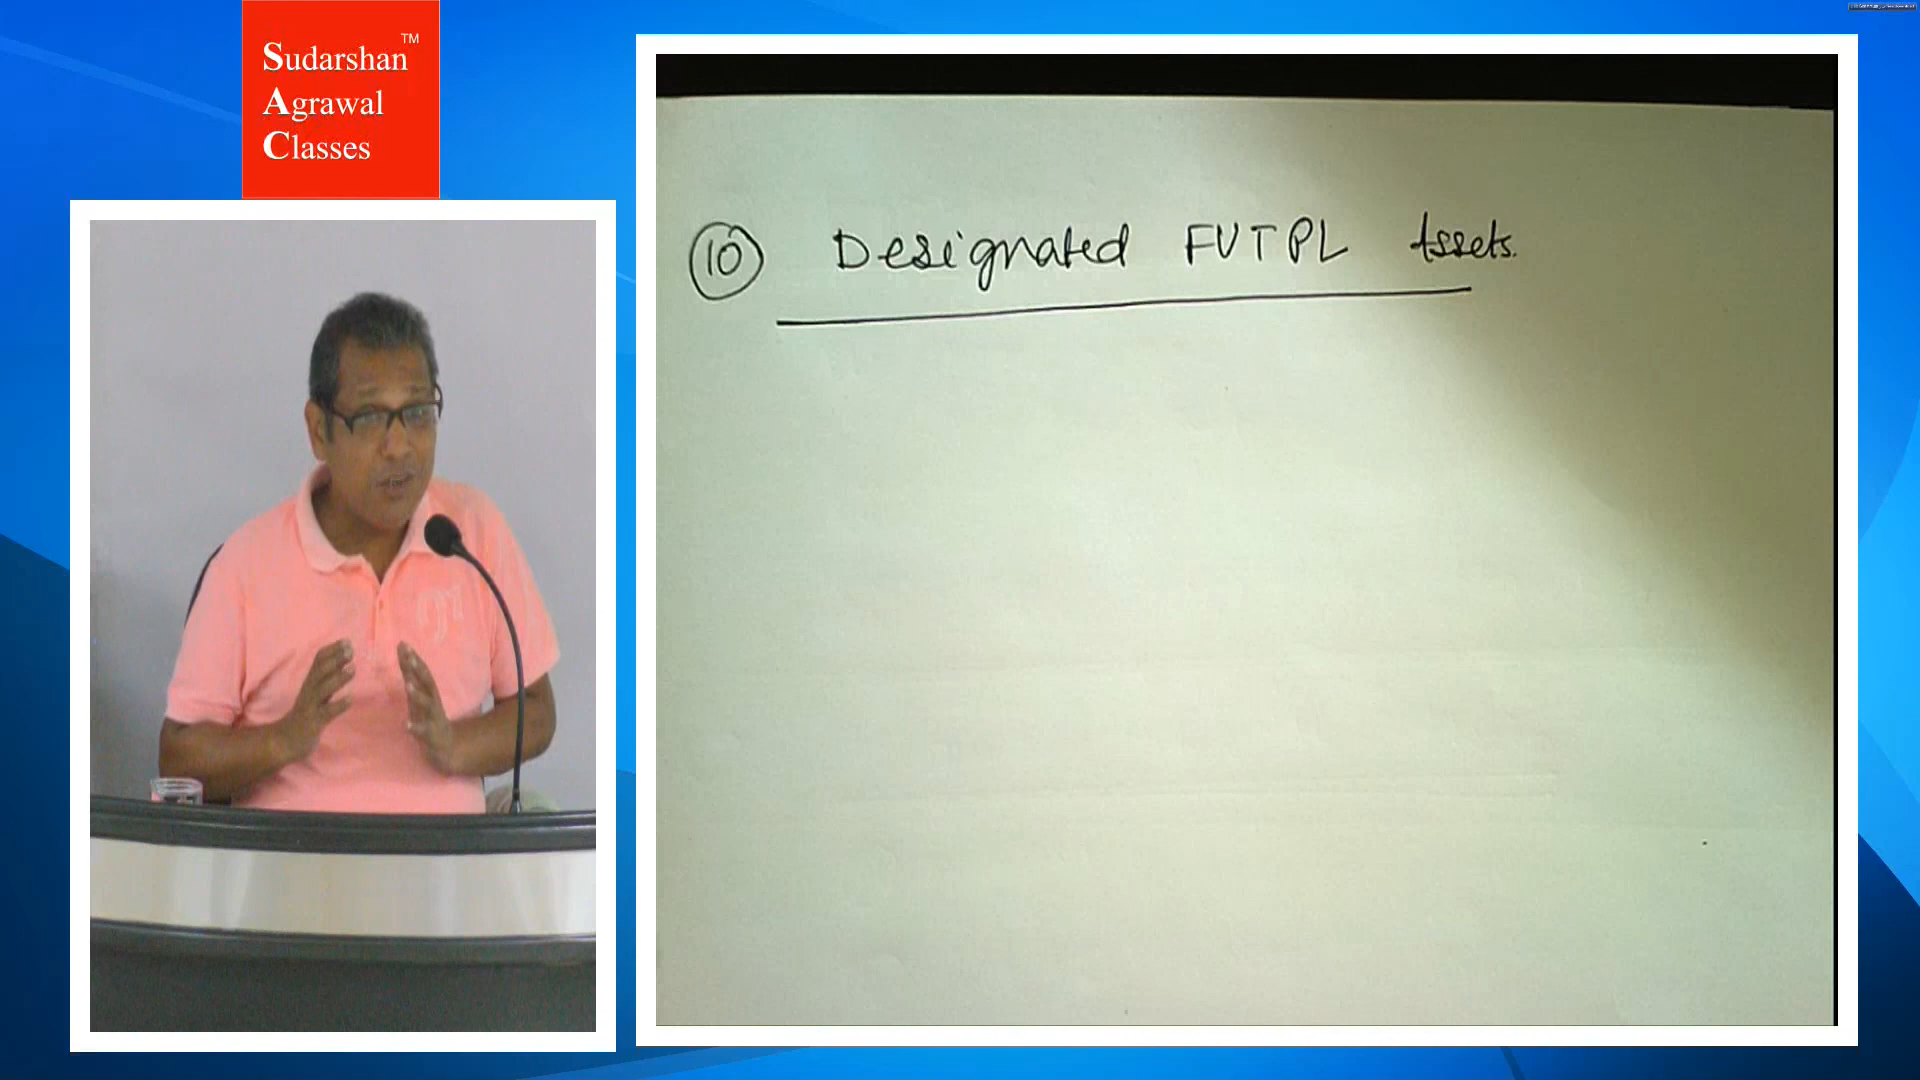 Sudarshan™
Agrawal
Classes
10 Designated FVTPL Assets.